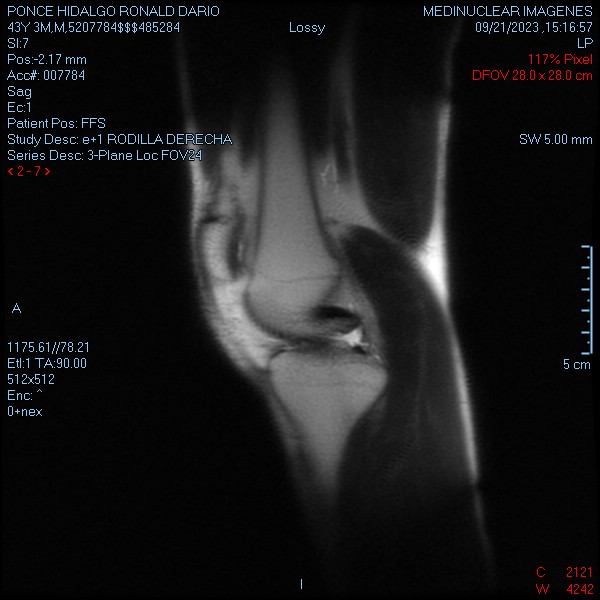 PONCE HIDALGO RONALD DARIO
43Y 3M,M,5207784$$$485284
Sl:7
Pos:-2.17 mm
Acc#: 007784
Sag
Ec:1
Patient Pos: FFS
Study Desc: e+1 RODILLA DERECHA
Series Desc: 3-Plane Loc FOV24
< 2 - 7 >
Lossy
MEDINUCLEAR IMAGENES
09/21/2023 ,15:16:57
LP
117% Pixel
DFOV 28.0 x 28.0 cm
SW 5.00 mm
A
5 cm
1175.61//78.21
Etl:1 TA:90.00
512x512
Enc: ^
0+nex
I
C 2121
W 4242